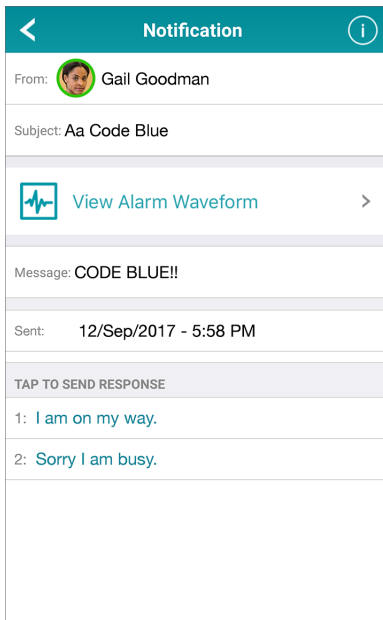 Notification
From: Gail Goodman
Subject: Aa Code Blue
View Alarm Waveform
Message: CODE BLUE!!
Sent: 12/Sep/2017 - 5:58 PM
TAP TO SEND RESPONSE
1: I am on my way.
2: Sorry I am busy.